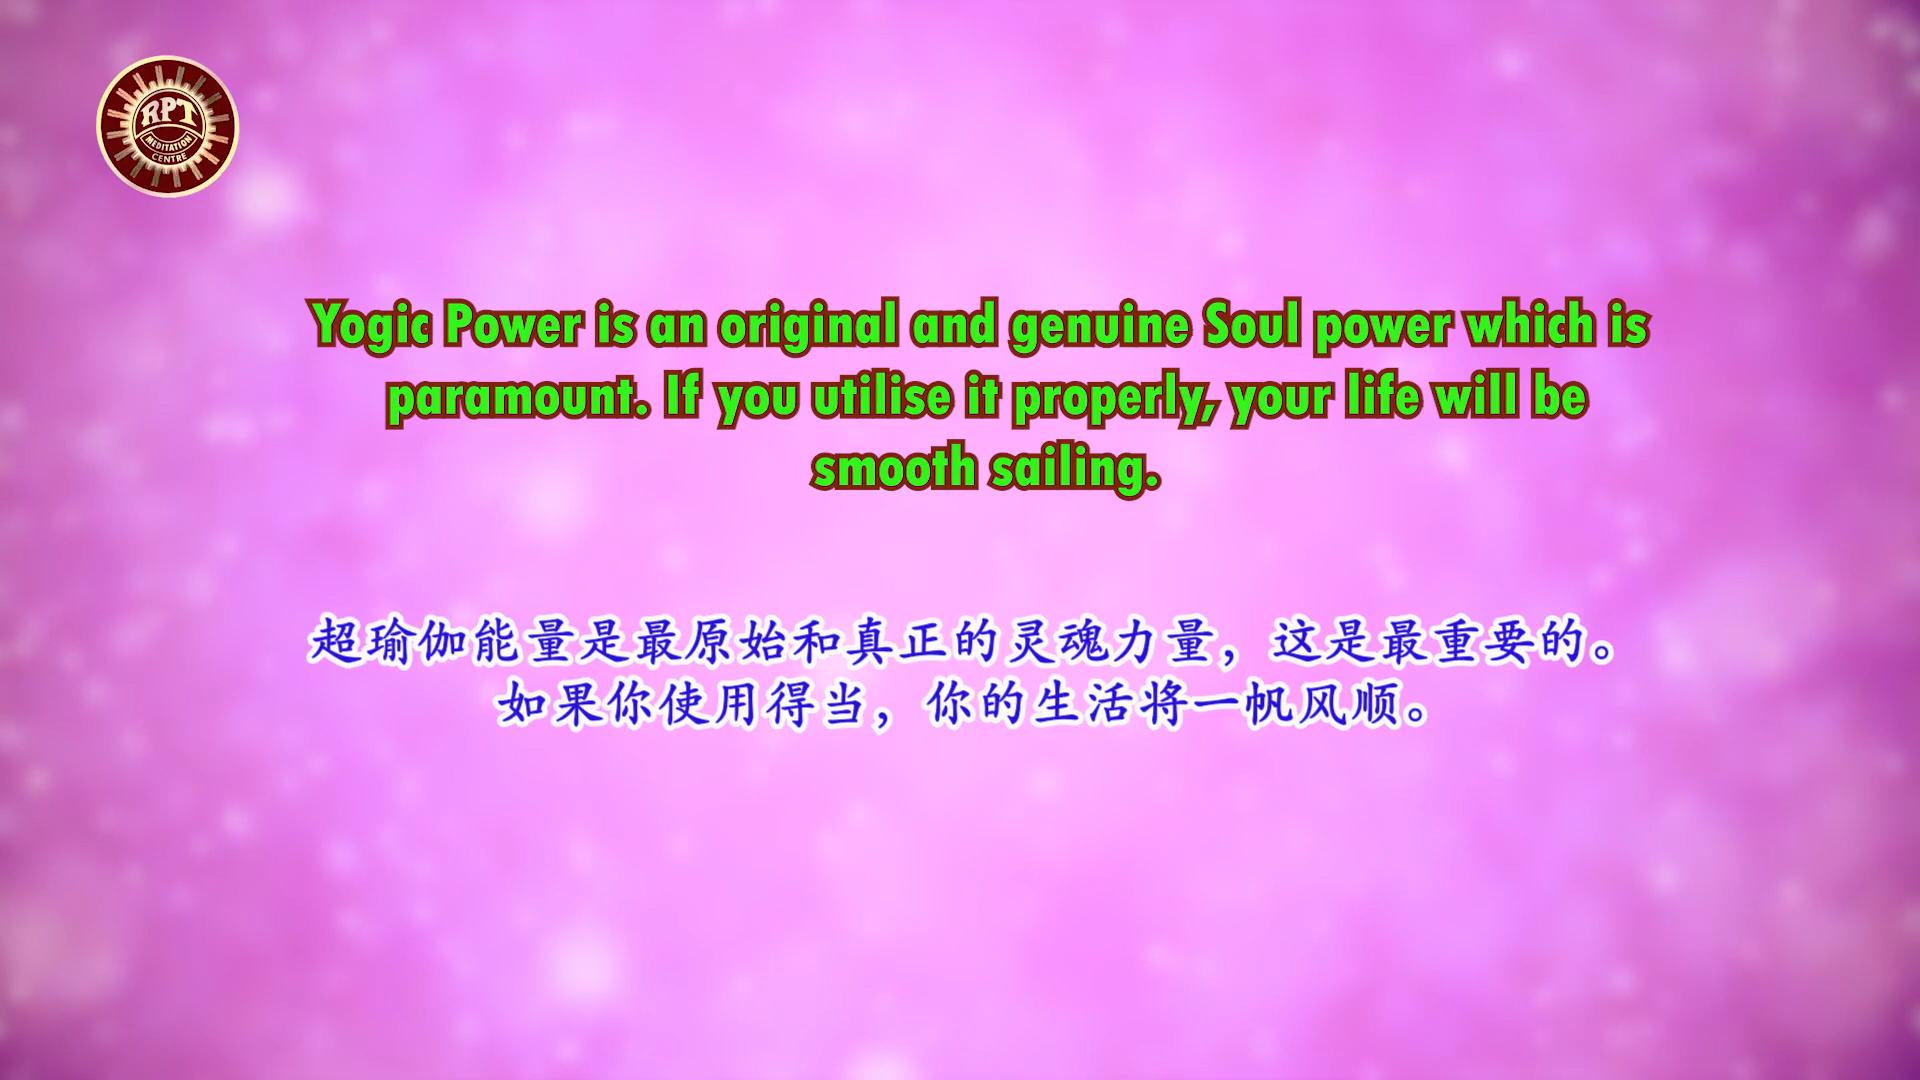 RPT
MEDITATION
CENTRE
Yogic Power is an original and genuine Soul power which is
paramount. If you utilise it properly, your life will be
smooth sailing.
超瑜伽能量是最原始和真正的灵魂力量，这是最重要的。
如果你使用得当，你的生活将一帆风顺。